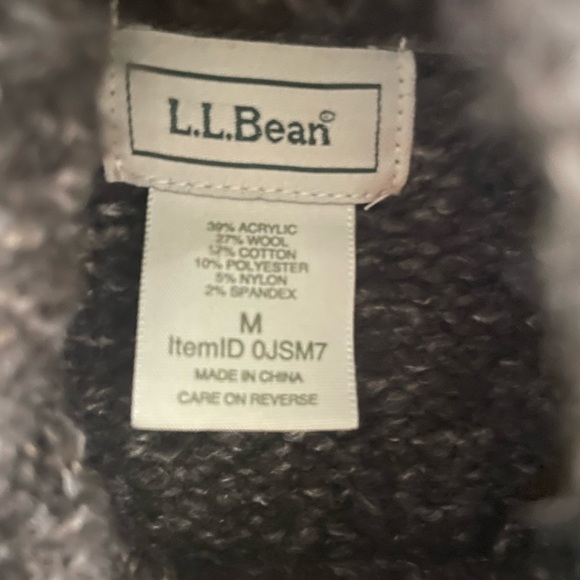 L.L.Bean®
39% ACRYLIC
27% WOOL
17% COTTON
10% POLYESTER
5% NYLON
2% SPANDEX
M
ItemID 0JSM7
MADE IN CHINA
CARE ON REVERSE